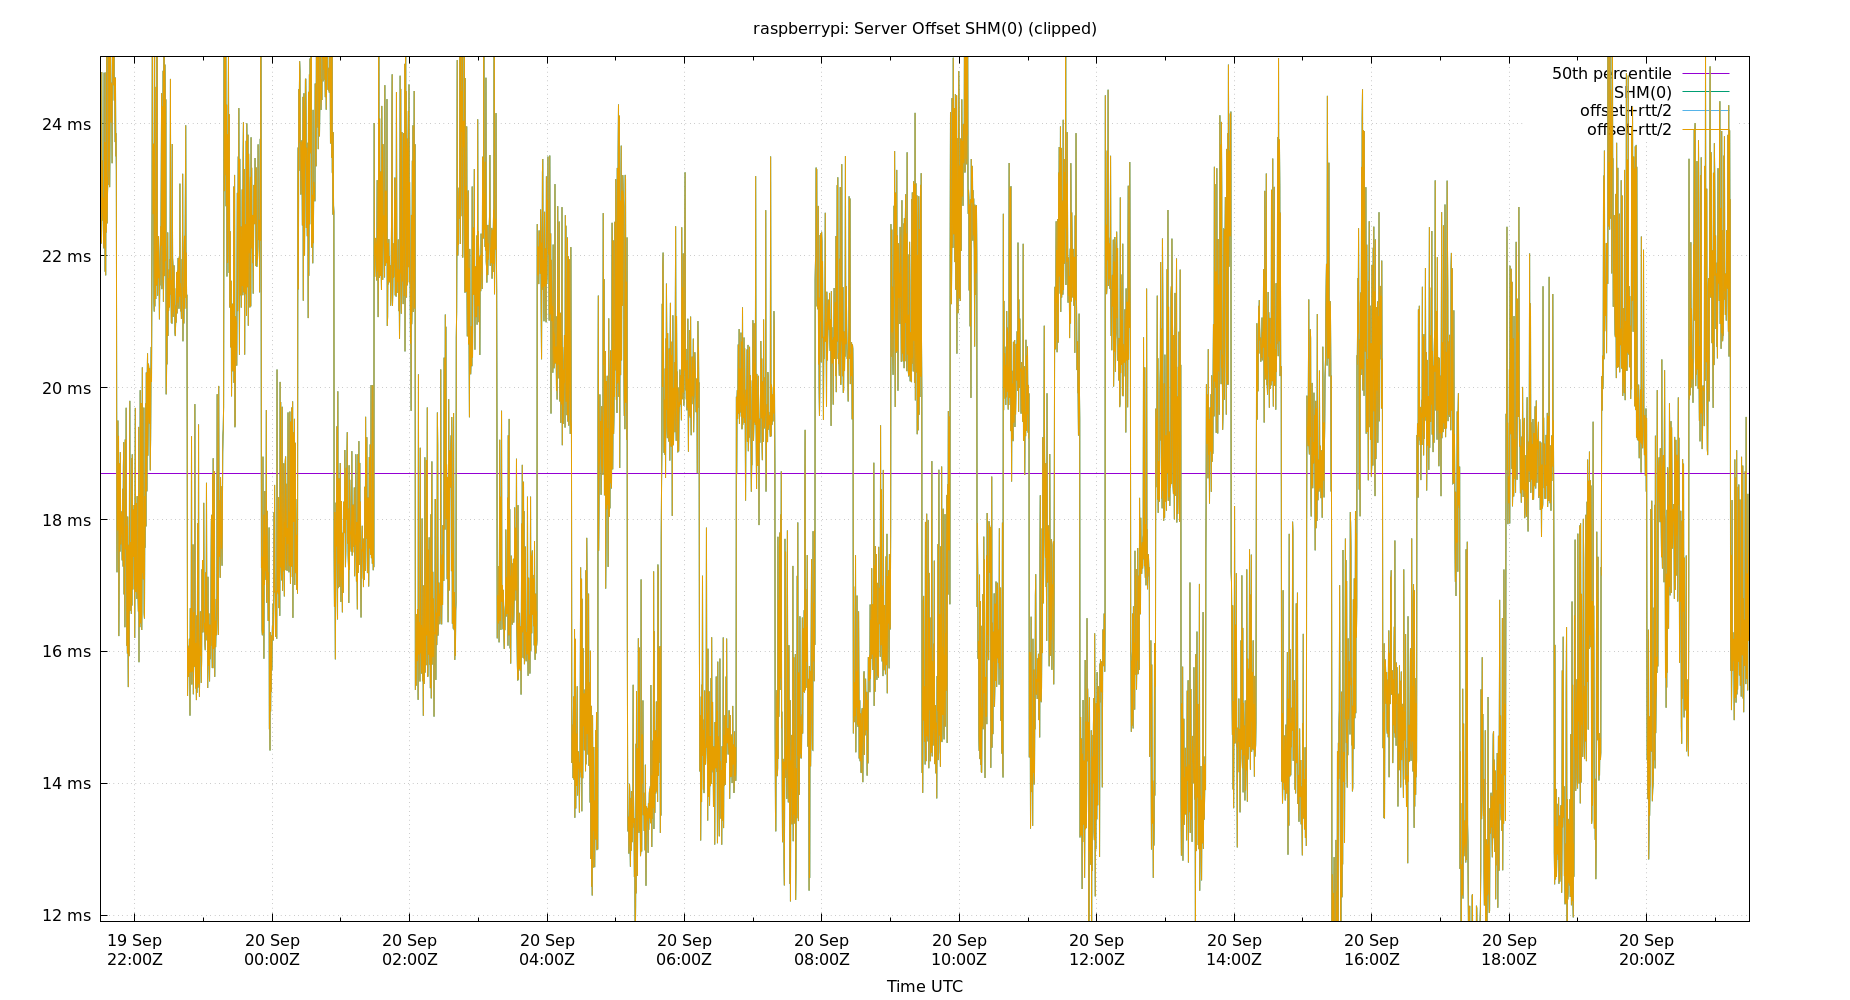 raspberrypi: Server Offset SHM(0) (clipped)
50th percentile
SHM(0)
offset+rtt/2
offset-rtt/2
24 ms
22 ms
20 ms
18 ms
16 ms
14 ms
12 ms
19 Sep 20 Sep 20 Sep 20 Sep 20 Sep 20 Sep 20 Sep 20 Sep 20 Sep 20 Sep 20 Sep 20 Sep
22:00Z 00:00Z 02:00Z 04:00Z 06:00Z 08:00Z 10:00Z 12:00Z 14:00Z 16:00Z 18:00Z 20:00Z
Time UTC